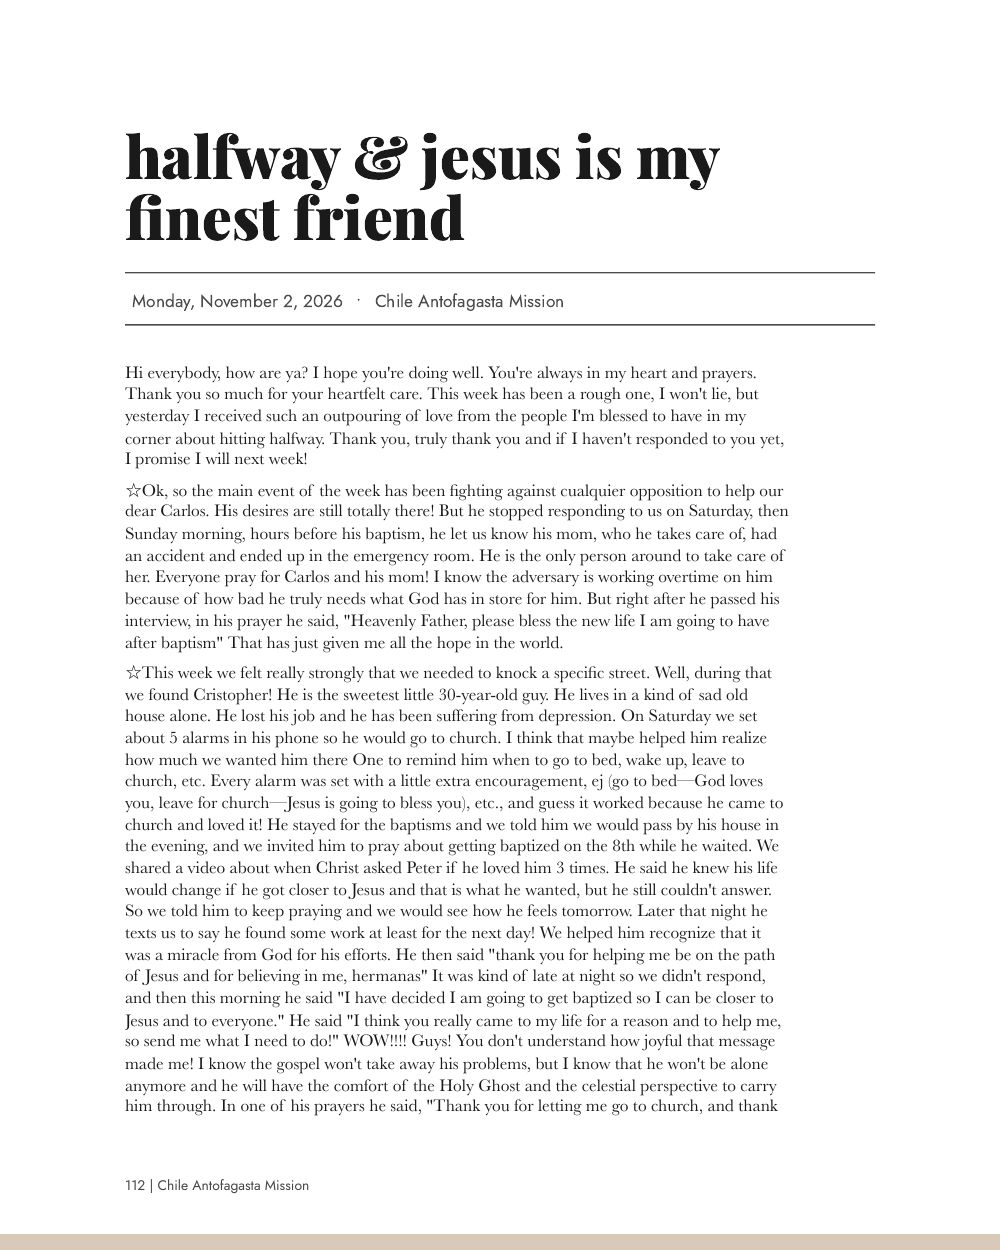 halfway & jesus is my
finest friend
Monday, November 2, 2026 · Chile Antofagasta Mission
Hi everybody, how are ya? I hope you're doing well. You're always in my heart and prayers.
Thank you so much for your heartfelt care. This week has been a rough one, I won't lie, but
yesterday I received such an outpouring of love from the people I'm blessed to have in my
corner about hitting halfway. Thank you, truly thank you and if I haven't responded to you yet,
I promise I will next week!
☆Ok, so the main event of the week has been fighting against cualquier opposition to help our
dear Carlos. His desires are still totally there! But he stopped responding to us on Saturday, then
Sunday morning, hours before his baptism, he let us know his mom, who he takes care of, had
an accident and ended up in the emergency room. He is the only person around to take care of
her. Everyone pray for Carlos and his mom! I know the adversary is working overtime on him
because of how bad he truly needs what God has in store for him. But right after he passed his
interview, in his prayer he said, "Heavenly Father, please bless the new life I am going to have
after baptism" That has just given me all the hope in the world.
☆This week we felt really strongly that we needed to knock a specific street. Well, during that
we found Cristopher! He is the sweetest little 30-year-old guy. He lives in a kind of sad old
house alone. He lost his job and he has been suffering from depression. On Saturday we set
about 5 alarms in his phone so he would go to church. I think that maybe helped him realize
how much we wanted him there One to remind him when to go to bed, wake up, leave to
church, etc. Every alarm was set with a little extra encouragement, ej (go to bed—God loves
you, leave for church—Jesus is going to bless you), etc., and guess it worked because he came to
church and loved it! He stayed for the baptisms and we told him we would pass by his house in
the evening, and we invited him to pray about getting baptized on the 8th while he waited. We
shared a video about when Christ asked Peter if he loved him 3 times. He said he knew his life
would change if he got closer to Jesus and that is what he wanted, but he still couldn't answer.
So we told him to keep praying and we would see how he feels tomorrow. Later that night he
texts us to say he found some work at least for the next day! We helped him recognize that it
was a miracle from God for his efforts. He then said "thank you for helping me be on the path
of Jesus and for believing in me, hermanas" It was kind of late at night so we didn't respond,
and then this morning he said "I have decided I am going to get baptized so I can be closer to
Jesus and to everyone." He said "I think you really came to my life for a reason and to help me,
so send me what I need to do!" WOW!!!! Guys! You don't understand how joyful that message
made me! I know the gospel won't take away his problems, but I know that he won't be alone
anymore and he will have the comfort of the Holy Ghost and the celestial perspective to carry
him through. In one of his prayers he said, "Thank you for letting me go to church, and thank
112 | Chile Antofagasta Mission